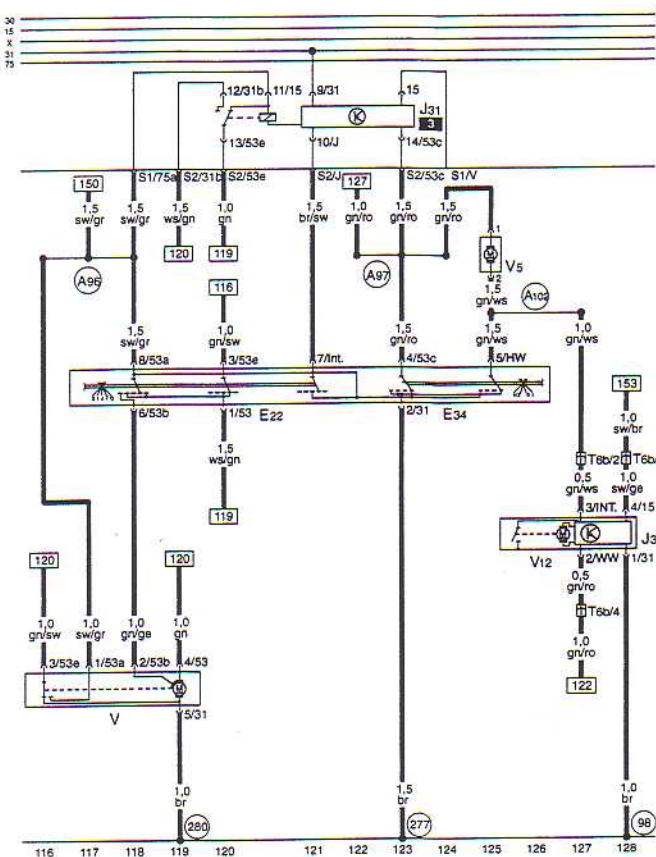 30
15
X
31
75
12/31b 11/15 9/31 15
K
J31
3
13/53e 10/J 14/53c
S1/75a S2/31b S2/53e S2/J S2/53c S1/V
150 127
1,5
sw/gr
1,5
sw/gr
1,5
ws/gn
1,0
gn
1,5
br/sw
1,0
gn/ro
1,5
gn/ro
1,5
gn/ro
1
M
V5
2
120 119
A96 A97
1,5
gn/ws
A102
116
1,5
sw/gr
1,0
gn/sw
1,5
gn/ro
1,5
gn/ws
1,0
gn/ws
8/53a 3/53e 7/Int. 4/53c 5/HW
6/53b 1/53 E22 2/31 E34
153
1,0
sw/br
1,5
ws/gn
T6b/2 T6b/
0,5
gn/ws
1,0
sw/ge
119
3/INT. 4/15
M
K
J3
V12
2/WW 1/31
120 120
0,5
gn/ro
T6b/4
1,0
gn/sw
1,0
sw/gr
1,0
gn/ge
1,0
gn
1,0
gn/ro
3/53e 1/53a 2/53b 4/53
122
M
V
5/31
1,0
br
1,5
br
1,0
br
280 277 98
116 117 118 119 120 121 122 123 124 125 126 127 128